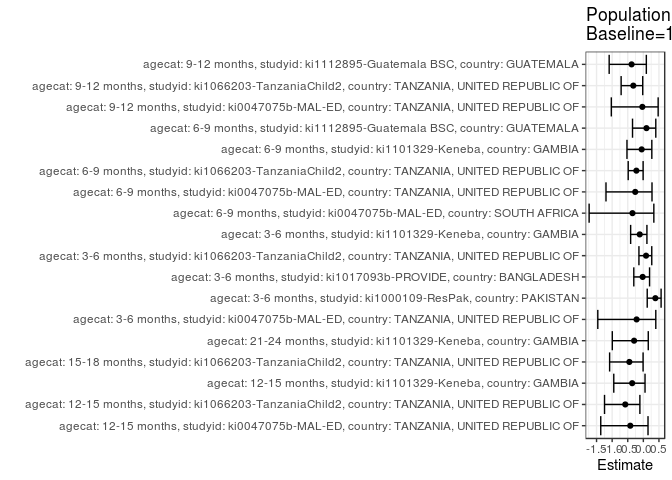 Population
Baseline=1
agecat: 9-12 months, studyid: ki1112895-Guatemala BSC, country: GUATEMALA
agecat: 9-12 months, studyid: ki1066203-TanzaniaChild2, country: TANZANIA, UNITED REPUBLIC OF
agecat: 9-12 months, studyid: ki0047075b-MAL-ED, country: TANZANIA, UNITED REPUBLIC OF
agecat: 6-9 months, studyid: ki1112895-Guatemala BSC, country: GUATEMALA
agecat: 6-9 months, studyid: ki1101329-Keneba, country: GAMBIA
agecat: 6-9 months, studyid: ki1066203-TanzaniaChild2, country: TANZANIA, UNITED REPUBLIC OF
agecat: 6-9 months, studyid: ki0047075b-MAL-ED, country: TANZANIA, UNITED REPUBLIC OF
agecat: 6-9 months, studyid: ki0047075b-MAL-ED, country: SOUTH AFRICA
agecat: 3-6 months, studyid: ki1101329-Keneba, country: GAMBIA
agecat: 3-6 months, studyid: ki1066203-TanzaniaChild2, country: TANZANIA, UNITED REPUBLIC OF
agecat: 3-6 months, studyid: ki1017093b-PROVIDE, country: BANGLADESH
agecat: 3-6 months, studyid: ki1000109-ResPak, country: PAKISTAN
agecat: 3-6 months, studyid: ki0047075b-MAL-ED, country: TANZANIA, UNITED REPUBLIC OF
agecat: 21-24 months, studyid: ki1101329-Keneba, country: GAMBIA
agecat: 15-18 months, studyid: ki1066203-TanzaniaChild2, country: TANZANIA, UNITED REPUBLIC OF
agecat: 12-15 months, studyid: ki1101329-Keneba, country: GAMBIA
agecat: 12-15 months, studyid: ki1066203-TanzaniaChild2, country: TANZANIA, UNITED REPUBLIC OF
agecat: 12-15 months, studyid: ki0047075b-MAL-ED, country: TANZANIA, UNITED REPUBLIC OF
-1.5 -1.0 -0.5 0.0 0.5
Estimate